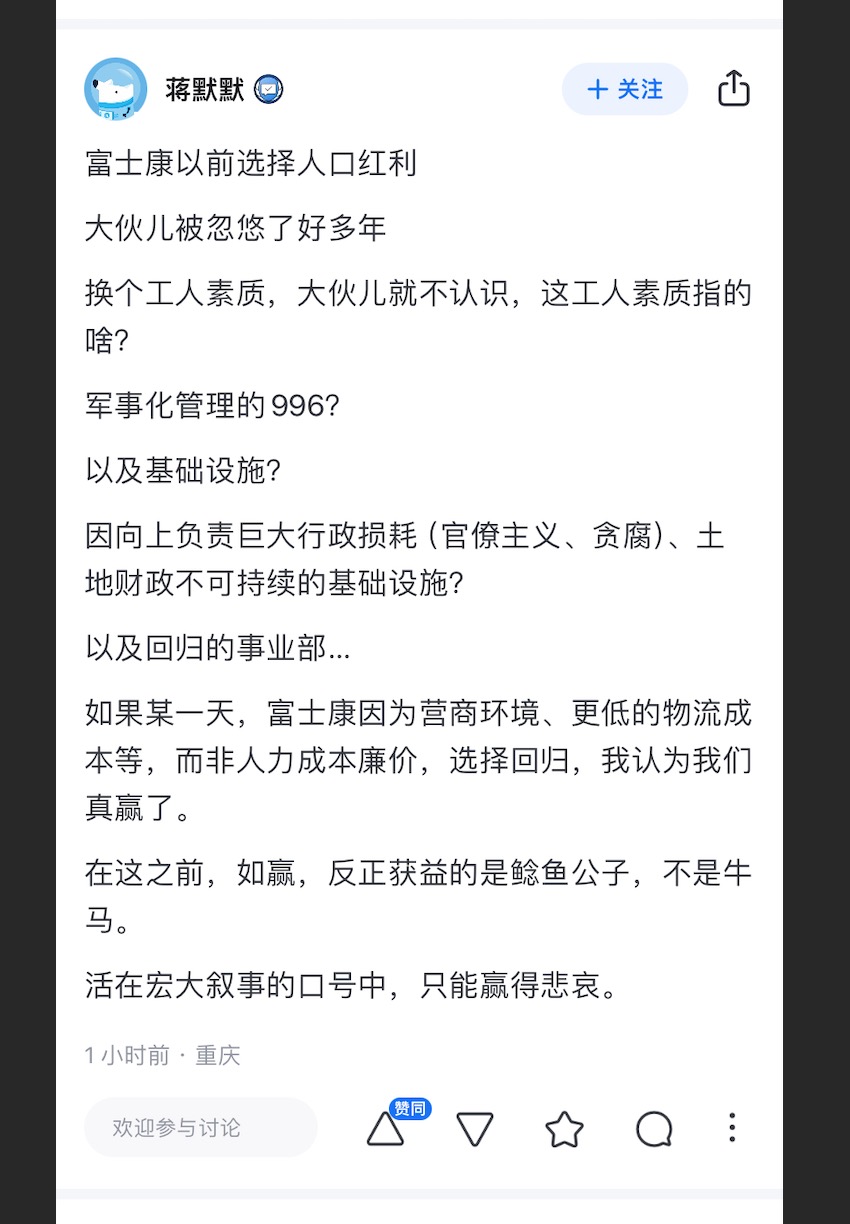 蒋默默
+ 关注
富士康以前选择人口红利
大伙儿被忽悠了好多年
换个工人素质，大伙儿就不认识，这工人素质指的
啥？
军事化管理的996？
以及基础设施？
因向上负责巨大行政损耗（官僚主义、贪腐）、土
地财政不可持续的基础设施？
以及回归的事业部...
如果某一天，富士康因为营商环境、更低的物流成
本等，而非人力成本廉价，选择回归，我认为我们
真赢了。
在这之前，如赢，反正获益的是鲶鱼公子，不是牛
马。
活在宏大叙事的口号中，只能赢得悲哀。
1小时前 · 重庆
欢迎参与讨论
赞同